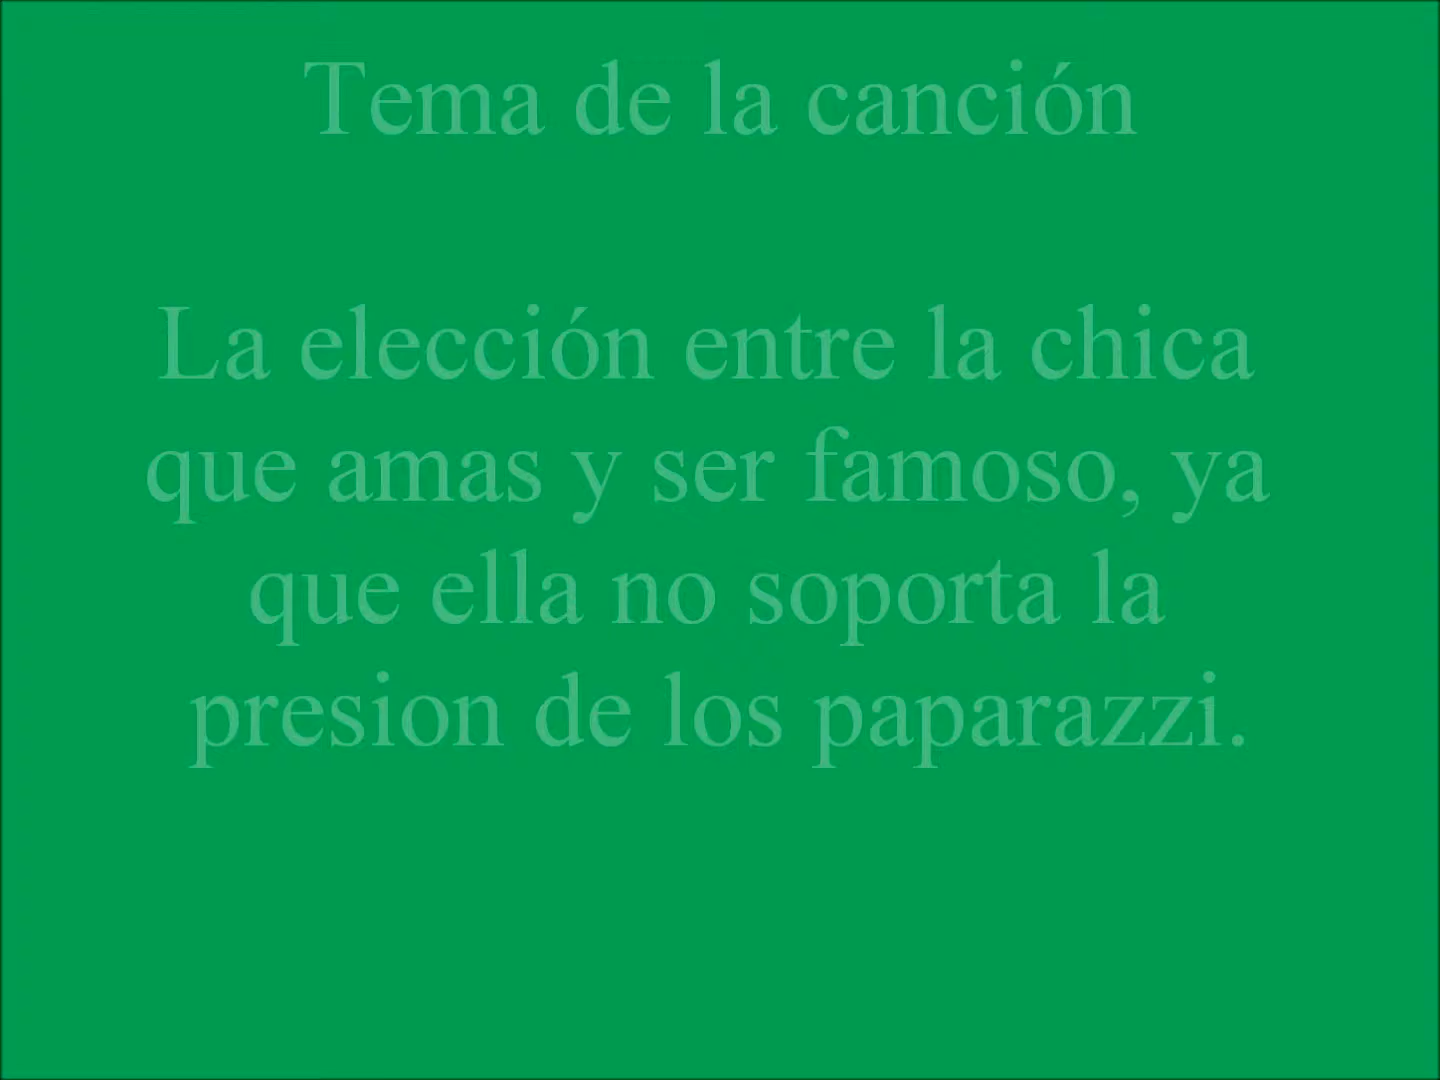 Tema de la canción
La elección entre la chica
que amas y ser famoso, ya
que ella no soporta la
presion de los paparazzi.